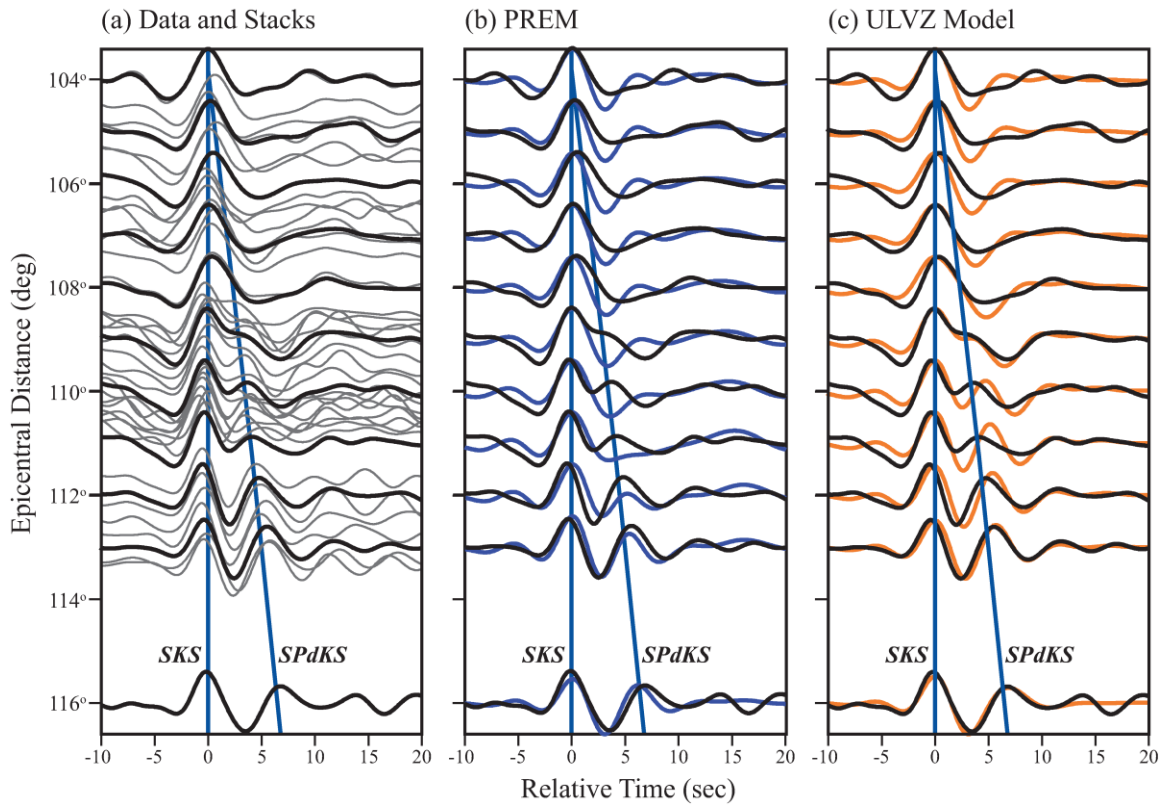 (a) Data and Stacks
(b) PREM
(c) ULVZ Model
Epicentral Distance (deg)
104°
106°
108°
110°
112°
114°
116°
SKS
SPdKS
SKS
SPdKS
SKS
SPdKS
-10
-5
0
5
10
15
20
-10
-5
0
5
10
15
20
-10
-5
0
5
10
15
20
Relative Time (sec)